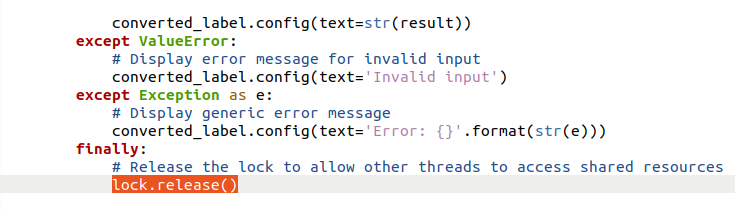 converted_label.config(text=str(result))
except ValueError:
# Display error message for invalid input
converted_label.config(text='Invalid input')
except Exception as e:
# Display generic error message
converted_label.config(text='Error: {}'.format(str(e)))
finally:
# Release the lock to allow other threads to access shared resources
lock.release()